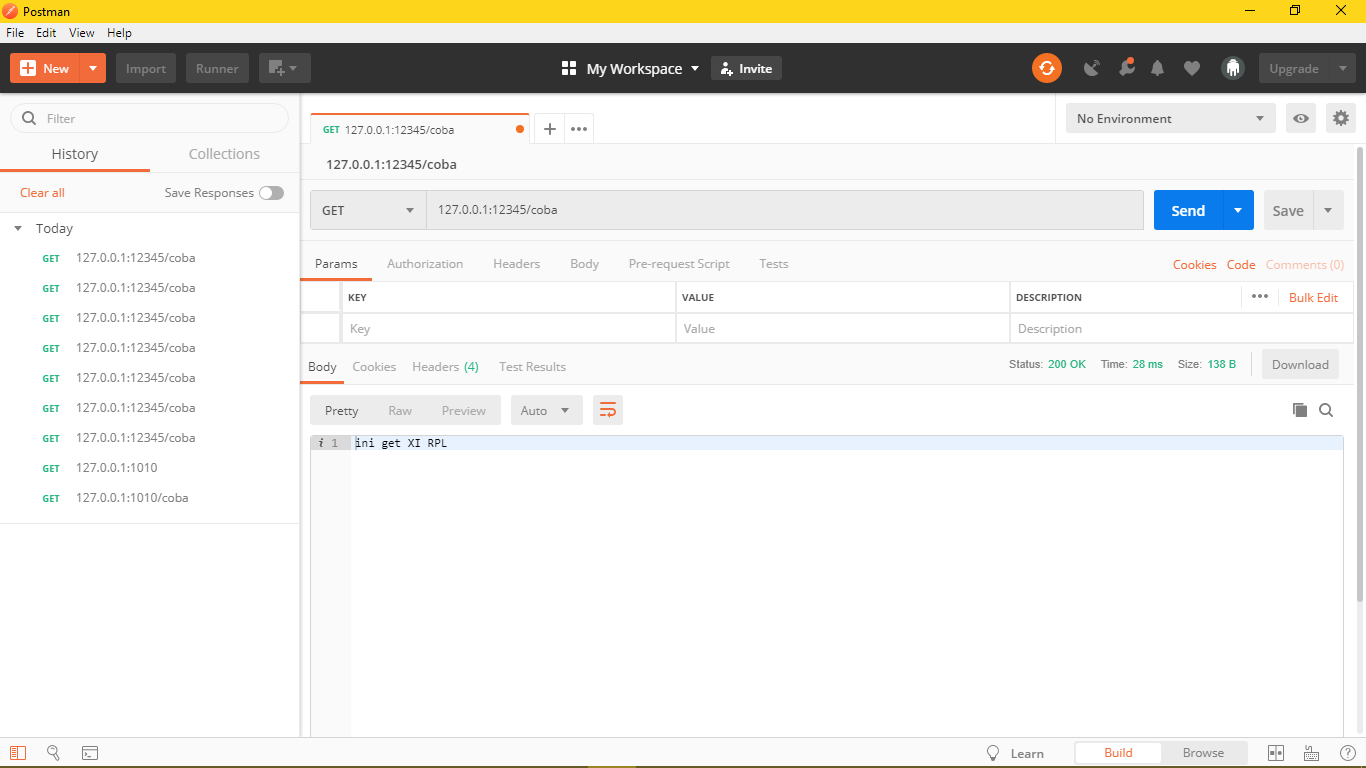 Postman
File Edit View Help
New Import Runner My Workspace Invite Upgrade
Filter
History Collections
Clear all Save Responses
Today
GET 127.0.0.1:12345/coba
GET 127.0.0.1:12345/coba
GET 127.0.0.1:12345/coba
GET 127.0.0.1:12345/coba
GET 127.0.0.1:12345/coba
GET 127.0.0.1:12345/coba
GET 127.0.0.1:12345/coba
GET 127.0.0.1:1010
GET 127.0.0.1:1010/coba
GET 127.0.0.1:12345/coba
No Environment
127.0.0.1:12345/coba
GET 127.0.0.1:12345/coba Send Save
Params Authorization Headers Body Pre-request Script Tests Cookies Code Comments (0)
KEY VALUE DESCRIPTION Bulk Edit
Key Value Description
Body Cookies Headers (4) Test Results Status: 200 OK Time: 28 ms Size: 138 B Download
Pretty Raw Preview Auto
i 1 ini get XI RPL
Learn Build Browse